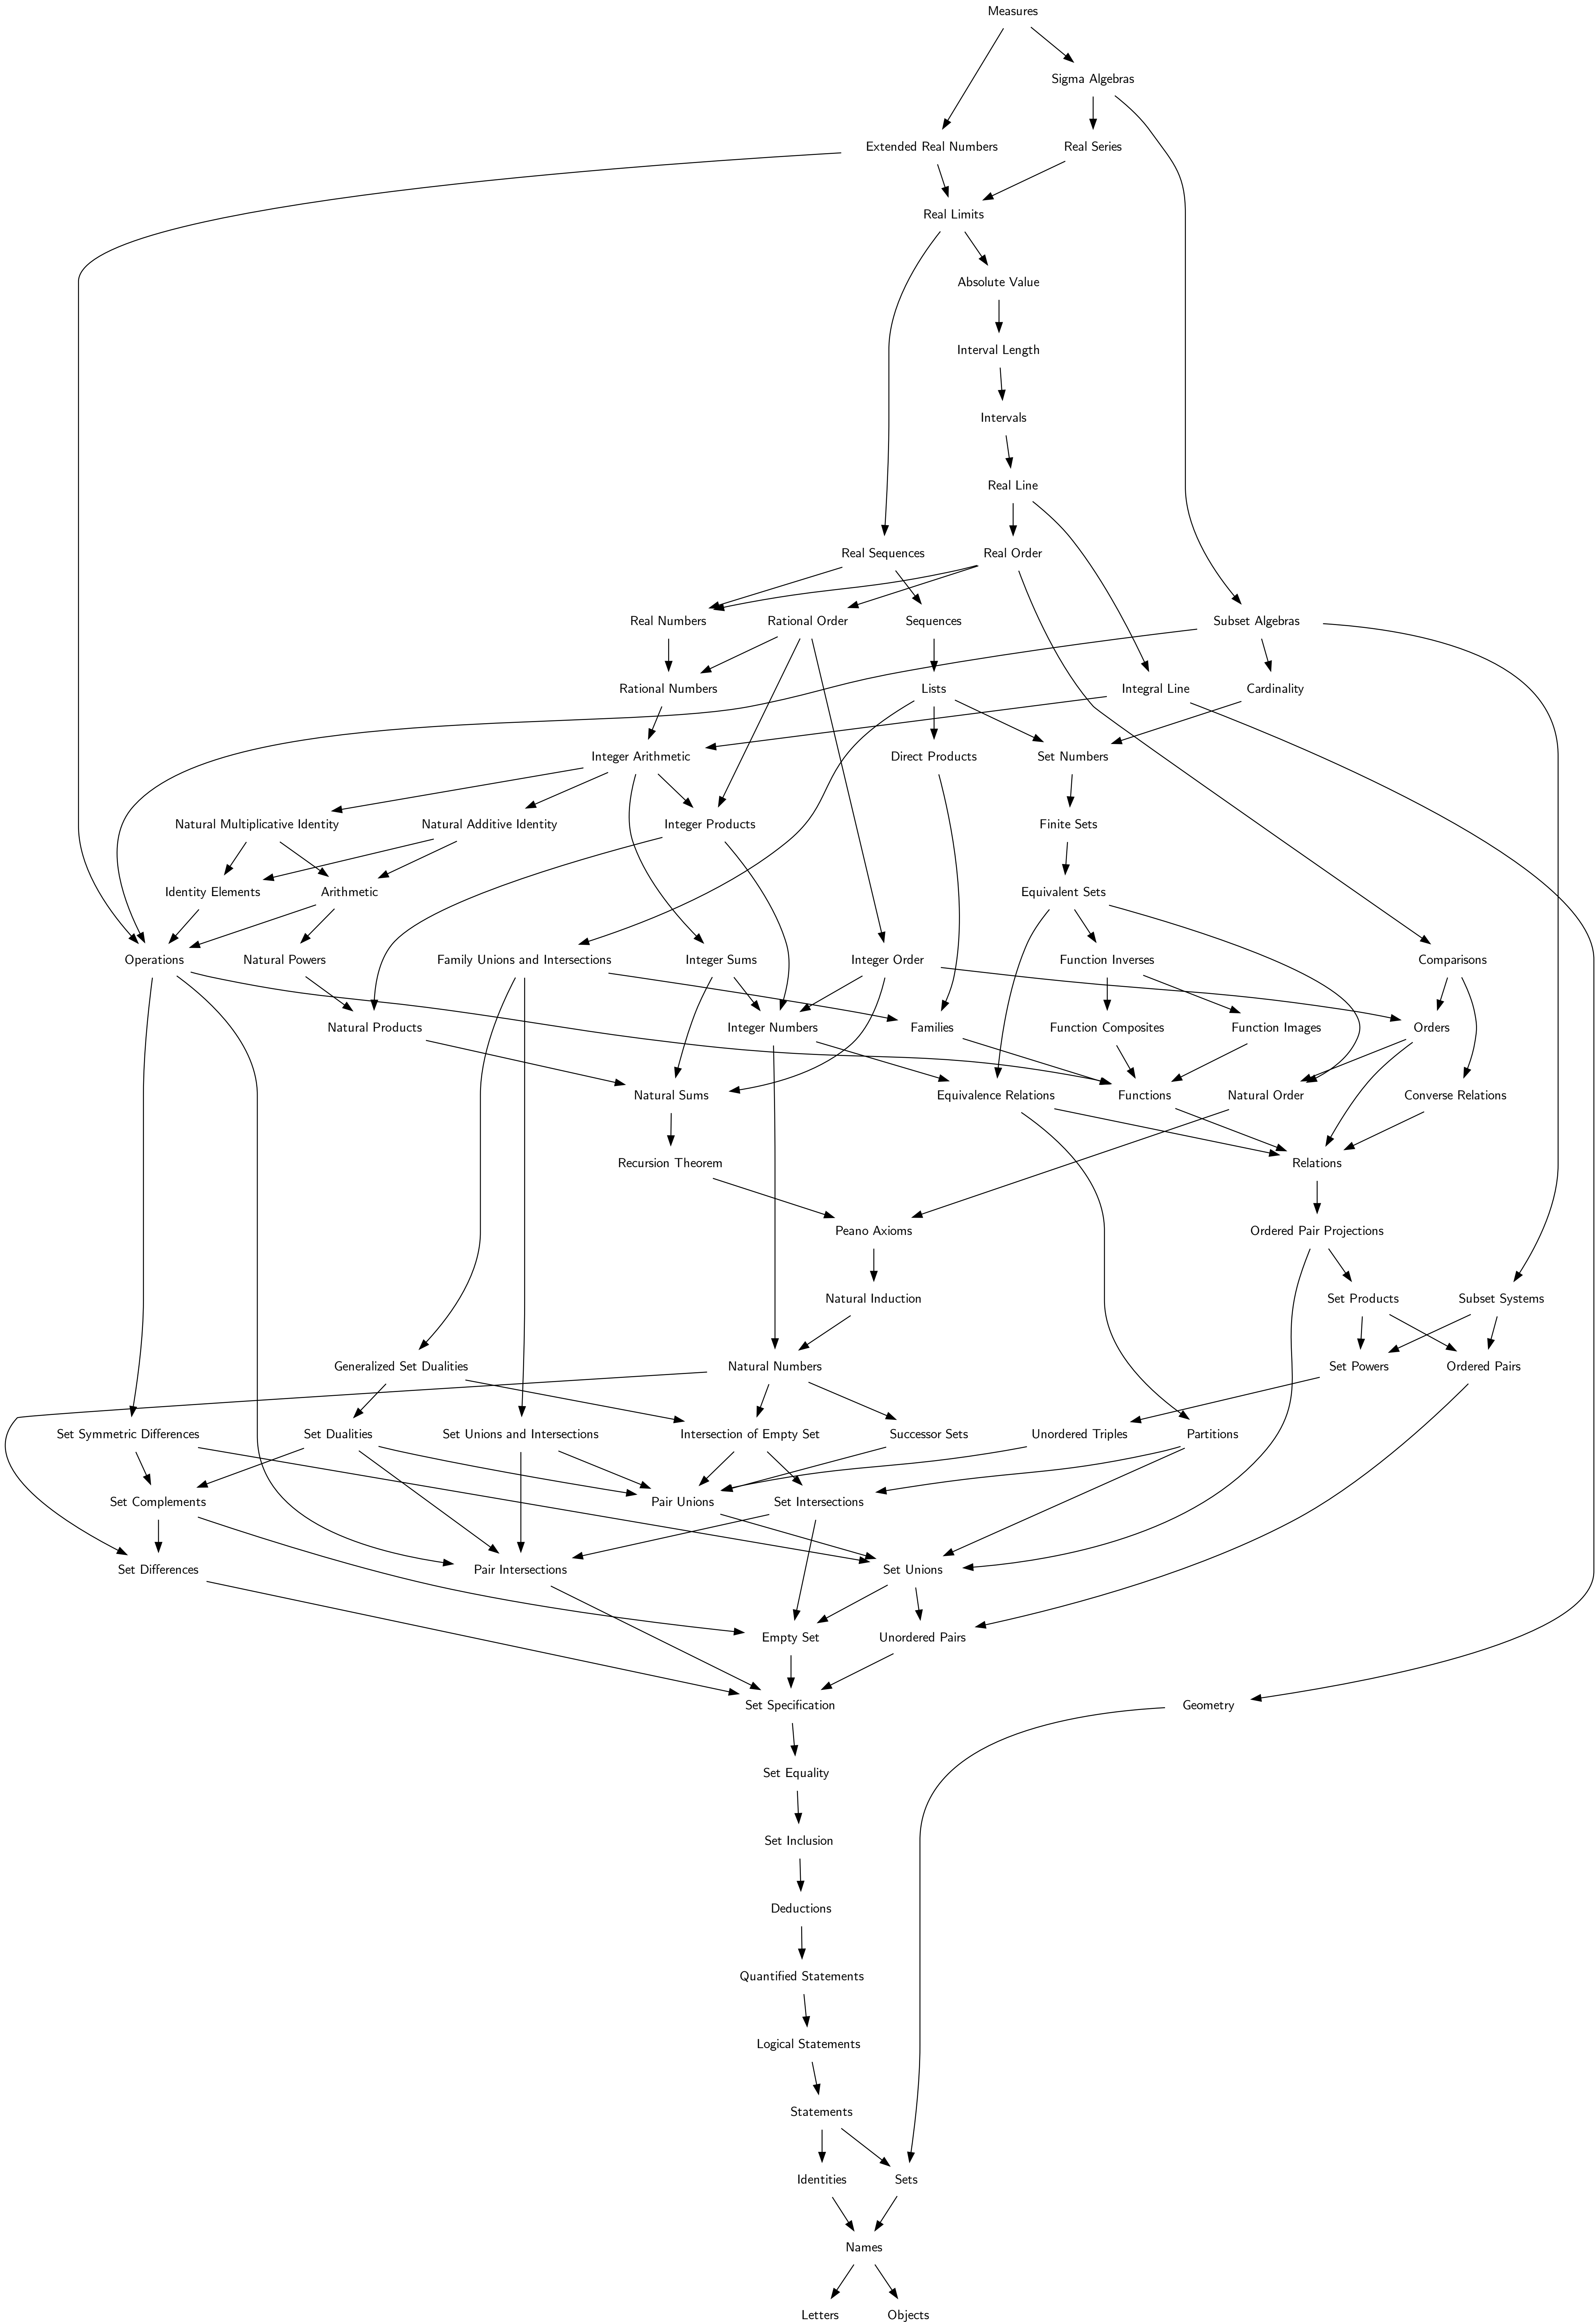 Measures
Sigma Algebras
Extended Real Numbers
Real Series
Real Limits
Absolute Value
Interval Length
Intervals
Real Line
Real Sequences
Real Order
Real Numbers
Rational Order
Sequences
Subset Algebras
Rational Numbers
Lists
Integral Line
Cardinality
Integer Arithmetic
Direct Products
Set Numbers
Natural Multiplicative Identity
Natural Additive Identity
Integer Products
Finite Sets
Identity Elements
Arithmetic
Equivalent Sets
Operations
Natural Powers
Family Unions and Intersections
Integer Sums
Integer Order
Function Inverses
Comparisons
Natural Products
Integer Numbers
Families
Function Composites
Function Images
Orders
Natural Sums
Equivalence Relations
Functions
Natural Order
Converse Relations
Recursion Theorem
Relations
Peano Axioms
Ordered Pair Projections
Natural Induction
Set Products
Subset Systems
Generalized Set Dualities
Natural Numbers
Set Powers
Ordered Pairs
Set Symmetric Differences
Set Dualities
Set Unions and Intersections
Intersection of Empty Set
Successor Sets
Unordered Triples
Partitions
Set Complements
Pair Unions
Set Intersections
Set Differences
Pair Intersections
Set Unions
Empty Set
Unordered Pairs
Set Specification
Geometry
Set Equality
Set Inclusion
Deductions
Quantified Statements
Logical Statements
Statements
Identities
Sets
Names
Letters
Objects